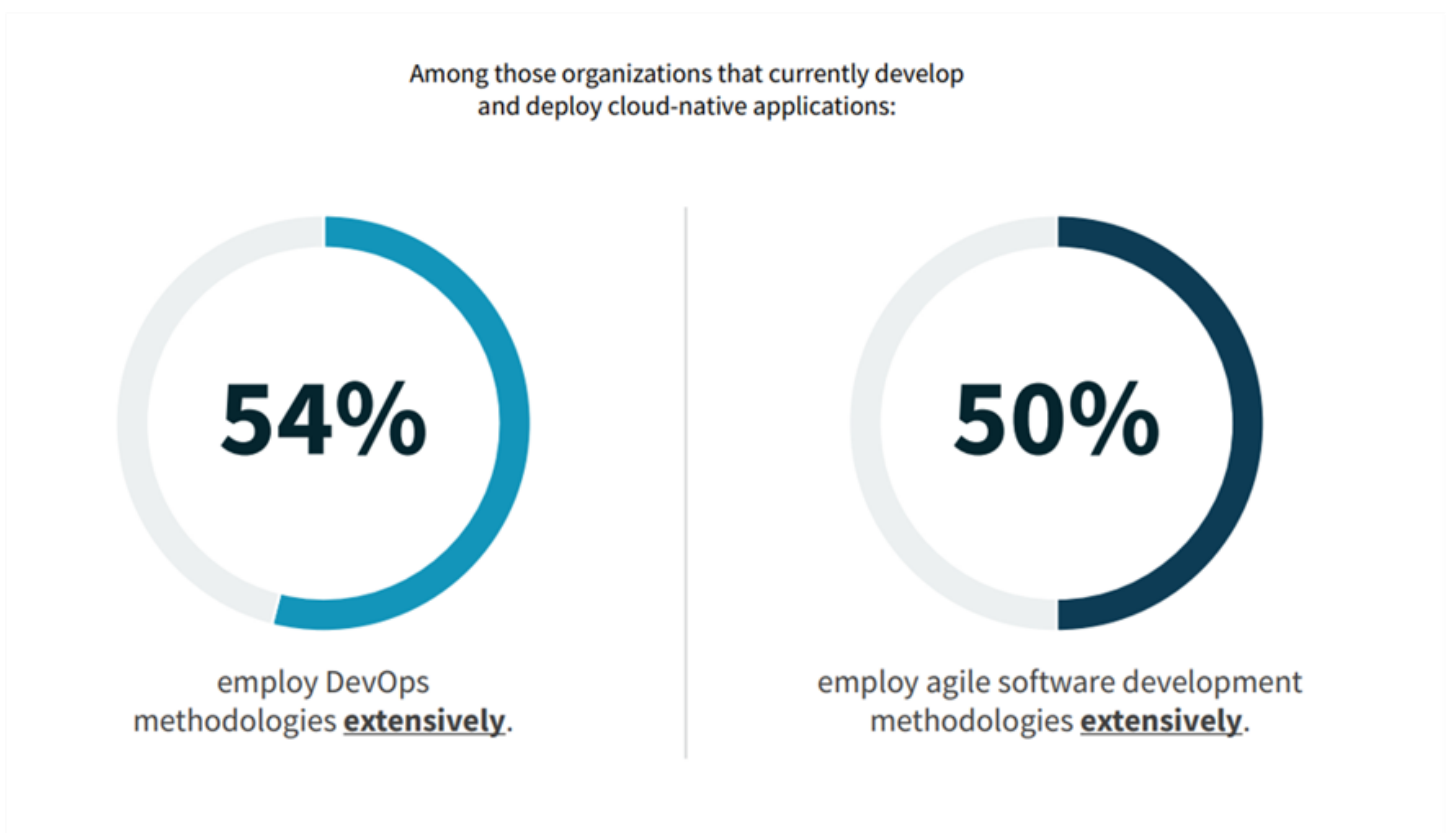 Among those organizations that currently develop
and deploy cloud-native applications:
54%
employ DevOps
methodologies extensively.
50%
employ agile software development
methodologies extensively.